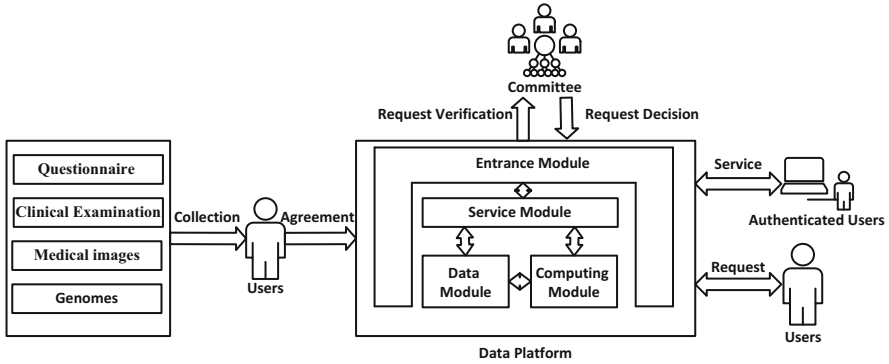 Committee
Request Verification
Request Decision
Questionnaire
Clinical Examination
Medical images
Genomes
Collection
Users
Agreement
Entrance Module
Service Module
Data
Module
Computing
Module
Data Platform
Service
Authenticated Users
Request
Users